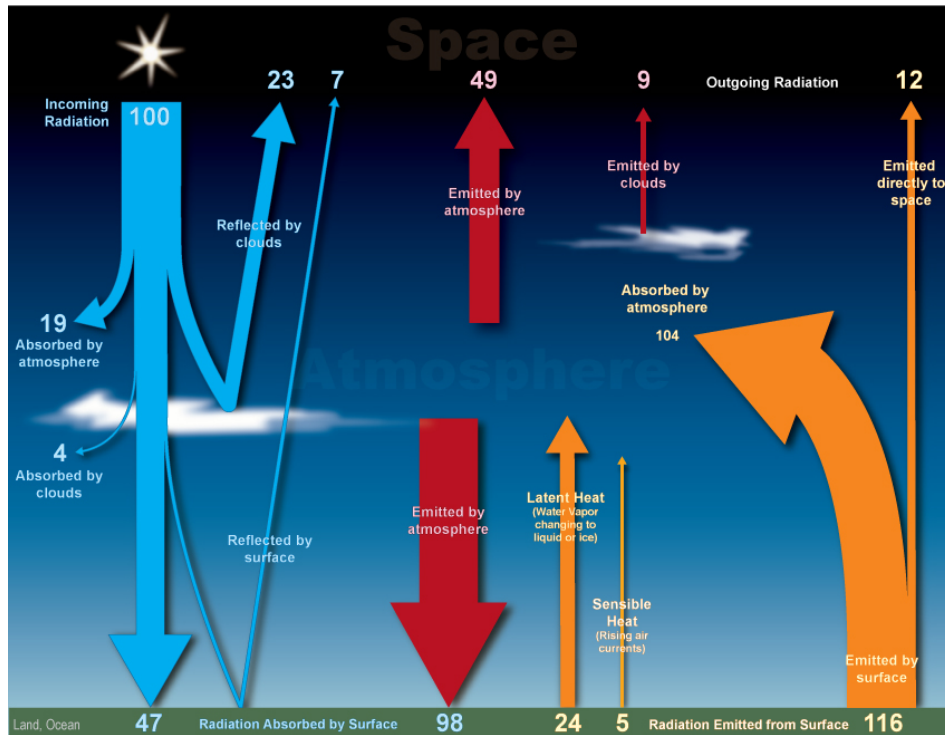 Space
23
7
49
9
Outgoing Radiation
12
Incoming
Radiation
100
Reflected by
clouds
Emitted by
atmosphere
Emitted by
clouds
Emitted
directly to
space
19
Absorbed by
atmosphere
Absorbed by
atmosphere
104
Atmosphere
4
Absorbed by
clouds
Reflected by
surface
Emitted by
atmosphere
Latent Heat
(Water Vapor
changing to
liquid or ice)
Sensible
Heat
(Rising air
currents)
Emitted by
surface
Land, Ocean
47
Radiation Absorbed by Surface
98
24
5
Radiation Emitted from Surface
116